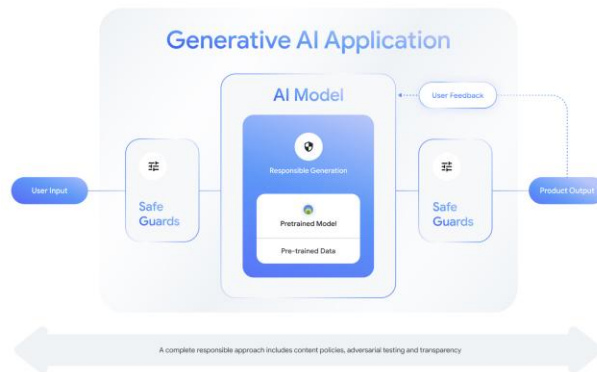 Generative AI Application
AI Model
User Feedback
Responsible Generation
User Input
Safe
Guards
Pretrained Model
Pre-trained Data
Safe
Guards
Product Output
A complete responsible approach includes content policies, adversarial testing and transparency